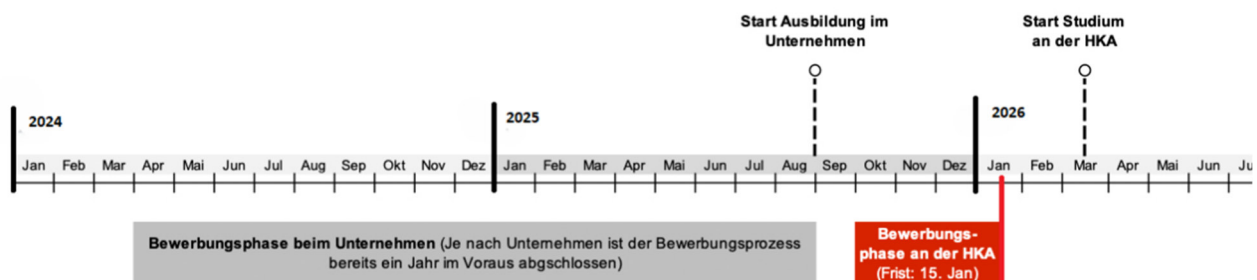 Start Ausbildung im
Unternehmen
Start Studium
an der HKA
2024
2025
2026
Jan Feb Mar Apr Mai Jun Jul Aug Sep Okt Nov Dez Jan Feb Mar Apr Mai Jun Jul Aug Sep Okt Nov Dez Jan Feb Mar Apr Mai Jun Ju
Bewerbungsphase beim Unternehmen (Je nach Unternehmen ist der Bewerbungsprozess
bereits ein Jahr im Voraus abgschlossen)
Bewerbungs-
phase an der HKA
(Frist: 15. Jan)